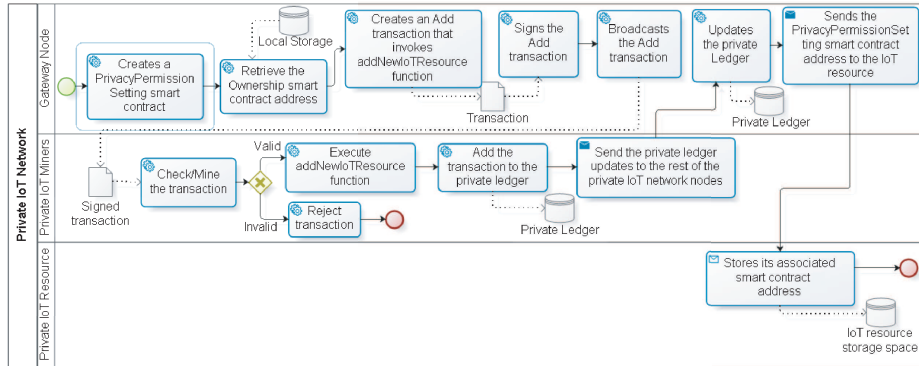 Private IoT Network
Gateway Node
Creates a
PrivacyPermission
Setting smart
contract
Local Storage
Retrieve the
Ownership smart
contract address
Creates an Add
transaction that
invokes
addNewIoTResource
function
Transaction
Signs the
Add
transaction
Broadcasts
the Add
transaction
Updates
the private
Ledger
Private Ledger
Sends the
PrivacyPermissionSet
ting smart contract
address to the IoT
resource
Private IoT Miners
Signed
transaction
Check/Mine
the transaction
Valid
Invalid
Execute
addNewIoTResource
function
Reject
transaction
Add the
transaction to the
private ledger
Private Ledger
Send the private ledger
updates to the rest of the
private IoT network nodes
Private IoT Resource
Stores its associated
smart contract
address
IoT resource
storage space